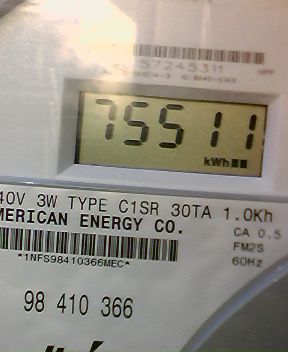 57245311
75511
kWh
40V 3W TYPE C1SR 30TA 1.0Kh
MERICAN ENERGY CO.
CA 0.5
FM2S
60Hz
*1NFS98410366MEC*
98 410 366